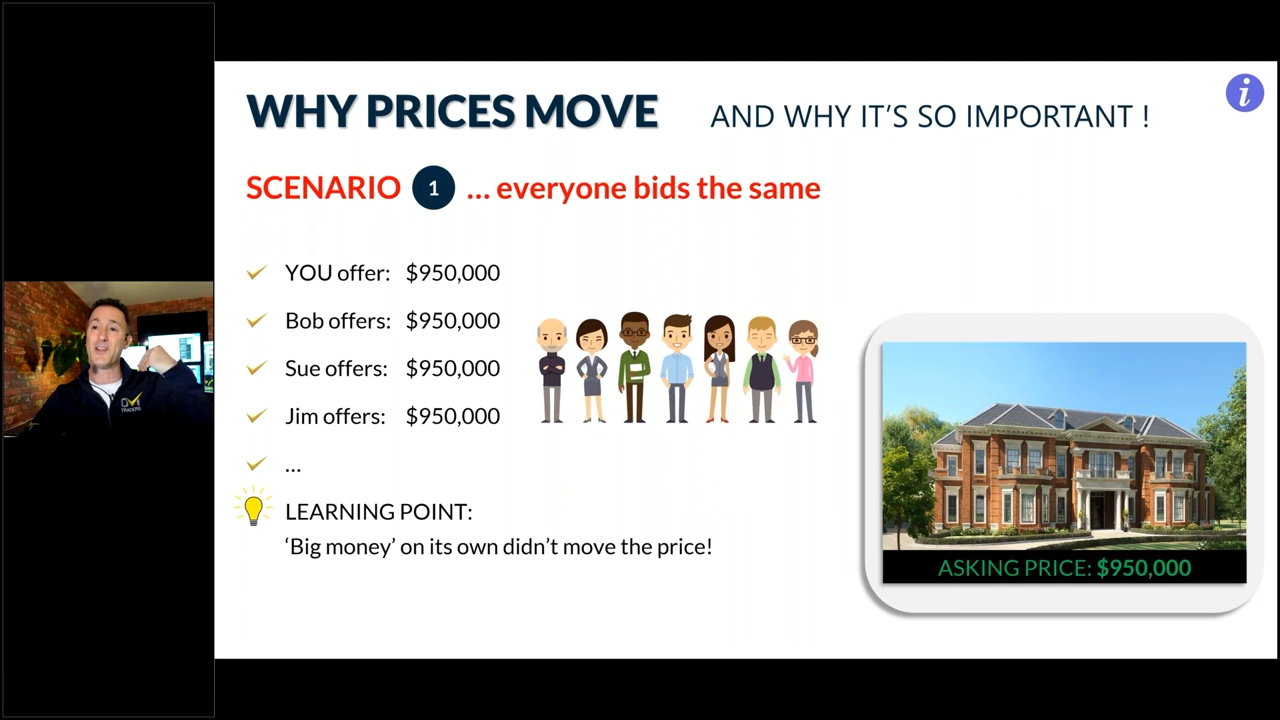 WHY PRICES MOVE AND WHY IT'S SO IMPORTANT !
i
SCENARIO 1 ... everyone bids the same
YOU offer: $950,000
Bob offers: $950,000
Sue offers: $950,000
Jim offers: $950,000
...
LEARNING POINT:
‘Big money’ on its own didn't move the price!
ASKING PRICE: $950,000
TRADERS